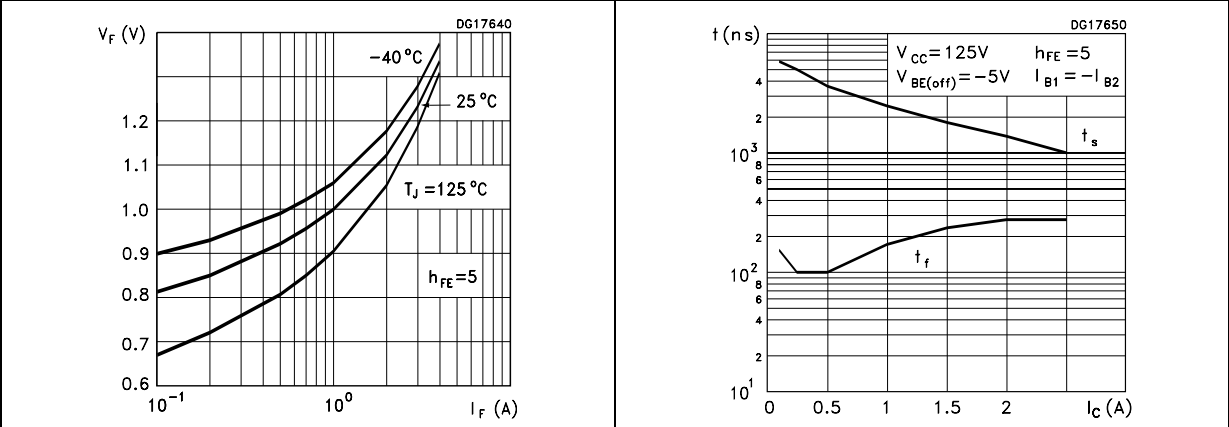 DG17640
V_F (V)
-40 °C
25 °C
1.2
1.1
T_J =125 °C
1.0
0.9
h_FE =5
0.8
0.7
0.6
10^-1
10^0
I_F (A)
DG17650
t (ns)
V_CC =125V h_FE =5
V_BE(off) =-5V I_B1 =-I_B2
4
2
t_s
10^3
8
6
4
2
t_f
10^2
8
6
4
2
10^1
0 0.5 1 1.5 2 I_C (A)